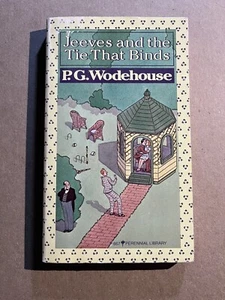 Jeeves and the
Tie That Binds
P.G. Wodehouse
PERENNIAL LIBRARY